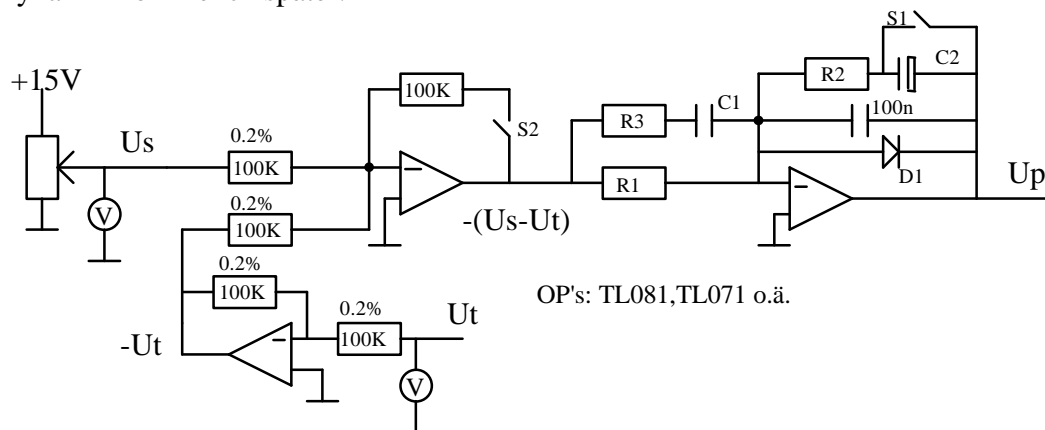 S1
C2
R2
+15V
100K
C1
100n
R3
S2
Us
0.2%
100K
D1
R1
Up
0.2%
100K
-(Us-Ut)
0.2%
100K
0.2%
100K
OP's: TL081,TL071 o.ä.
Ut
-Ut
V
V